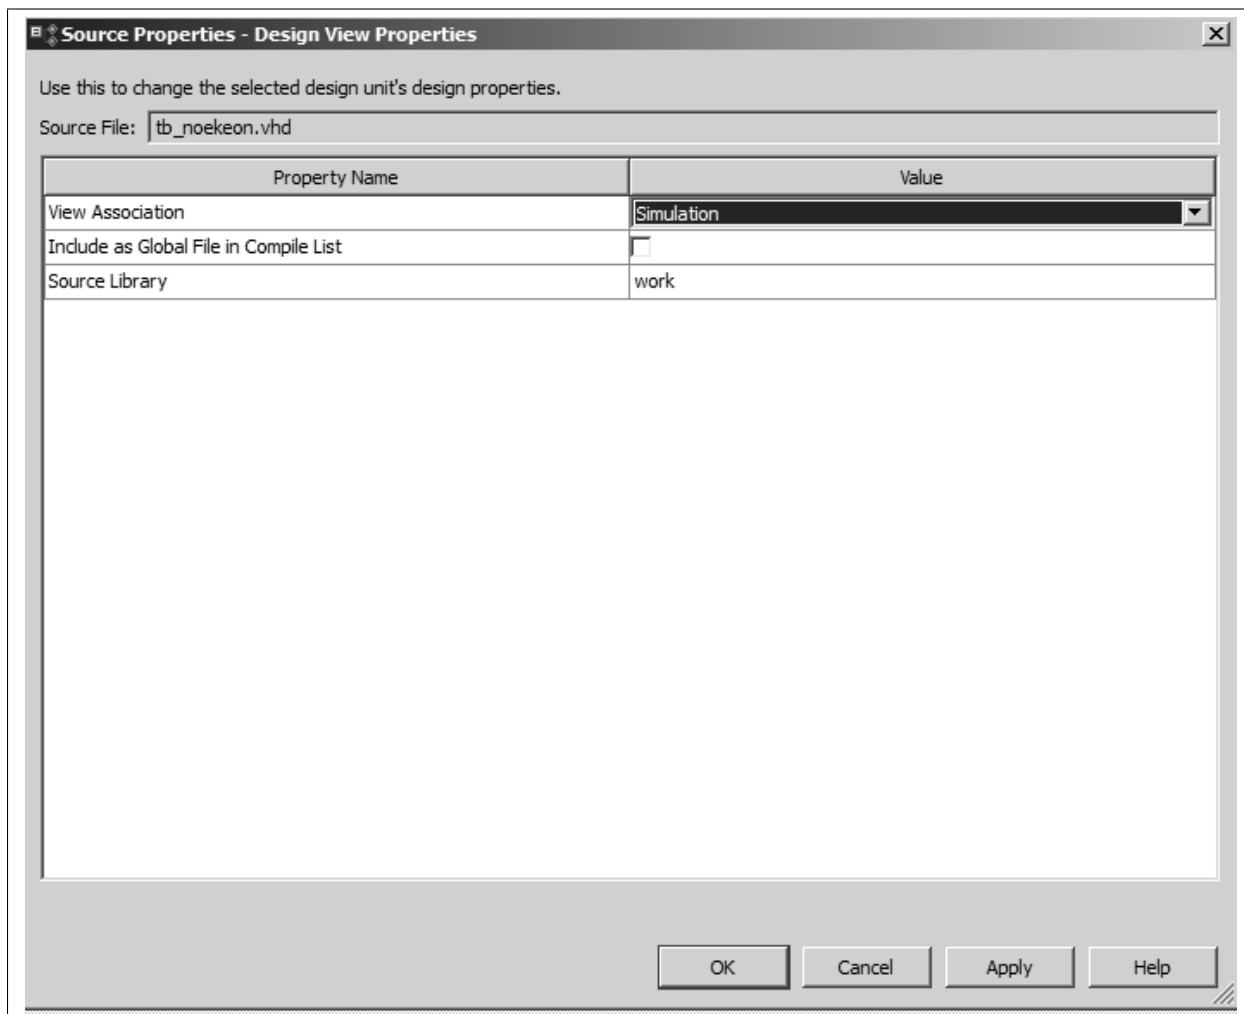 Source Properties - Design View Properties
Use this to change the selected design unit's design properties.
Source File: tb_noekeon.vhd
Property Name Value
View Association Simulation
Include as Global File in Compile List
Source Library work
OK Cancel Apply Help